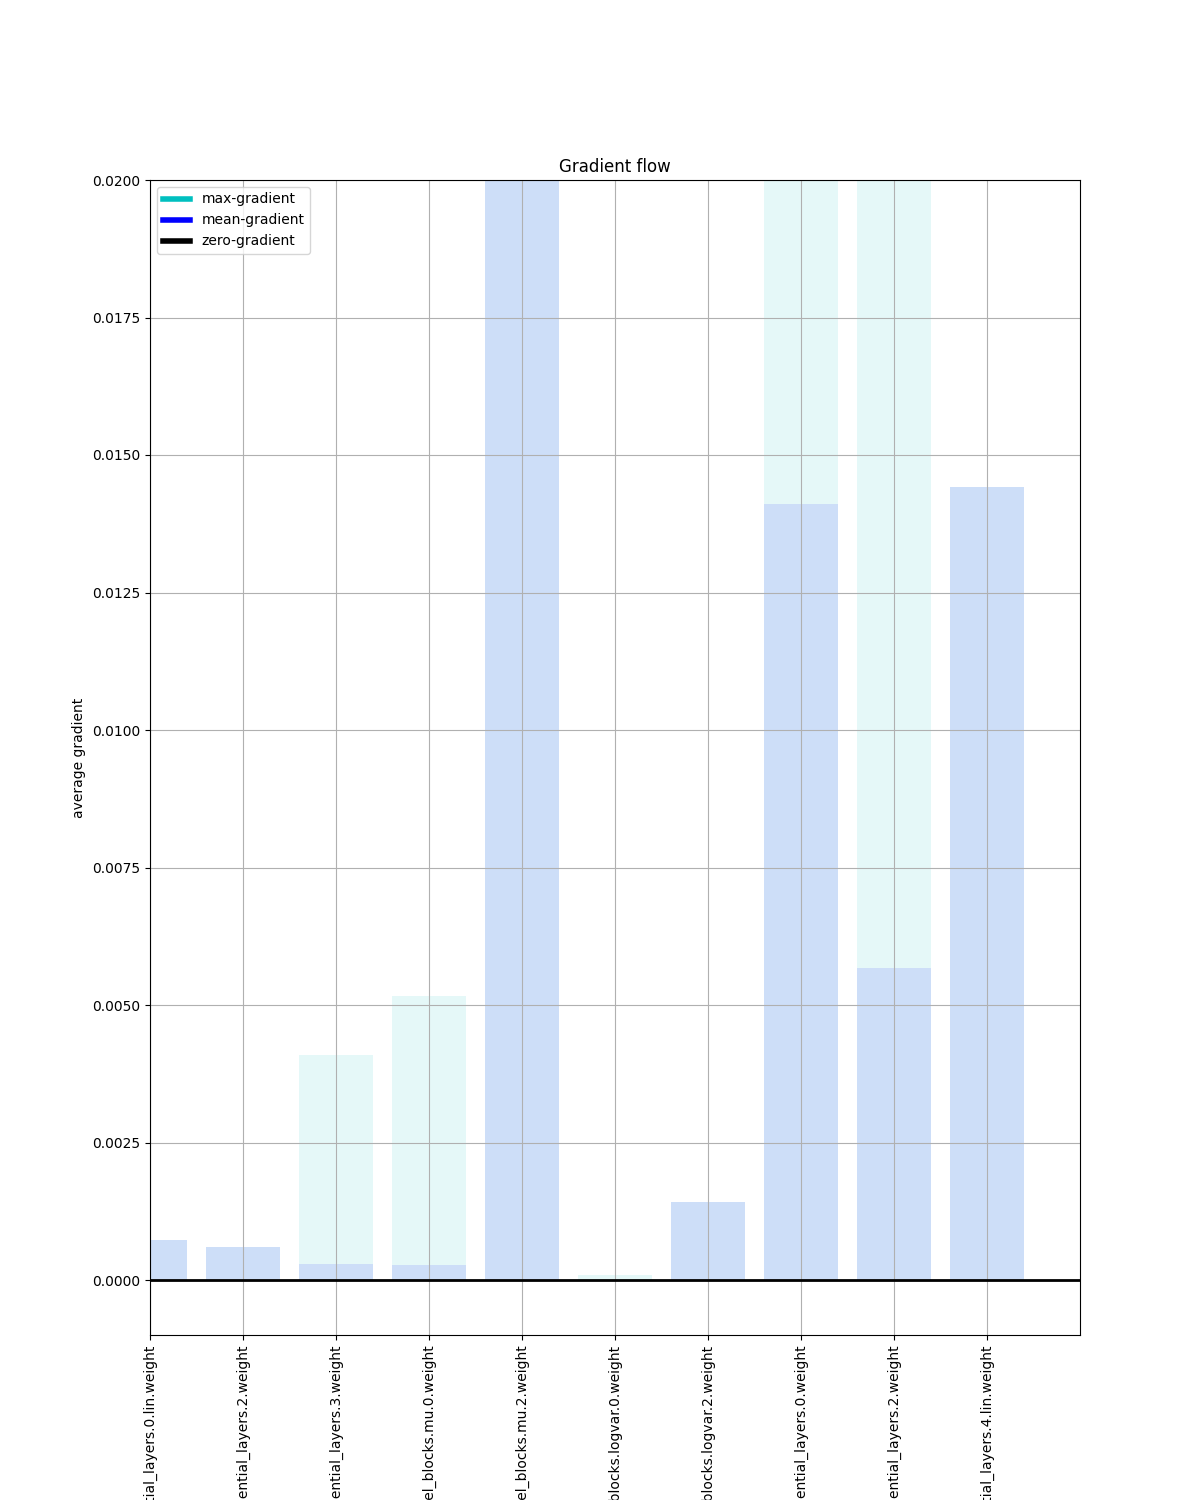 Gradient flow
max-gradient
mean-gradient
zero-gradient
0.0200
0.0175
0.0150
0.0125
0.0100
0.0075
0.0050
0.0025
0.0000
average gradient
tial_layers.0.lin.weight
ential_layers.2.weight
ential_layers.3.weight
el_blocks.mu.0.weight
el_blocks.mu.2.weight
blocks.logvar.0.weight
blocks.logvar.2.weight
ential_layers.0.weight
ential_layers.2.weight
tial_layers.4.lin.weight